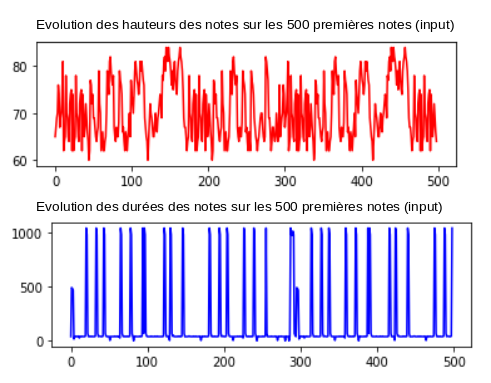 Evolution des hauteurs des notes sur les 500 premières notes (input)
80
70
60
0 100 200 300 400 500
Evolution des durées des notes sur les 500 premières notes (input)
1000
500
0
0 100 200 300 400 500